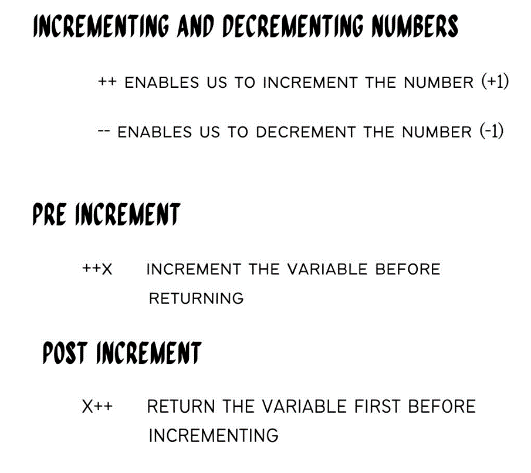 INCREMENTING AND DECREMENTING NUMBERS
++ ENABLES US TO INCREMENT THE NUMBER (+1)
-- ENABLES US TO DECREMENT THE NUMBER (-1)
PRE INCREMENT
++X INCREMENT THE VARIABLE BEFORE
RETURNING
POST INCREMENT
X++ RETURN THE VARIABLE FIRST BEFORE
INCREMENTING